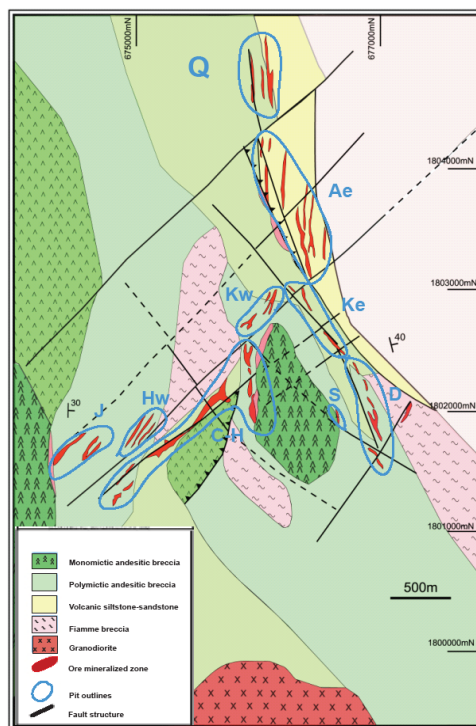 675000mN
677000mN
Q
1804000mN
Ae
1803000mN
Kw
Ke
40
30
J
Hw
S
D
1802000mN
C-H
1801000mN
Monomictic andesitic breccia
Polymictic andesitic breccia
Volcanic siltstone-sandstone
500m
Fiamme breccia
Granodiorite
1800000mN
Ore mineralized zone
Pit outlines
Fault structure